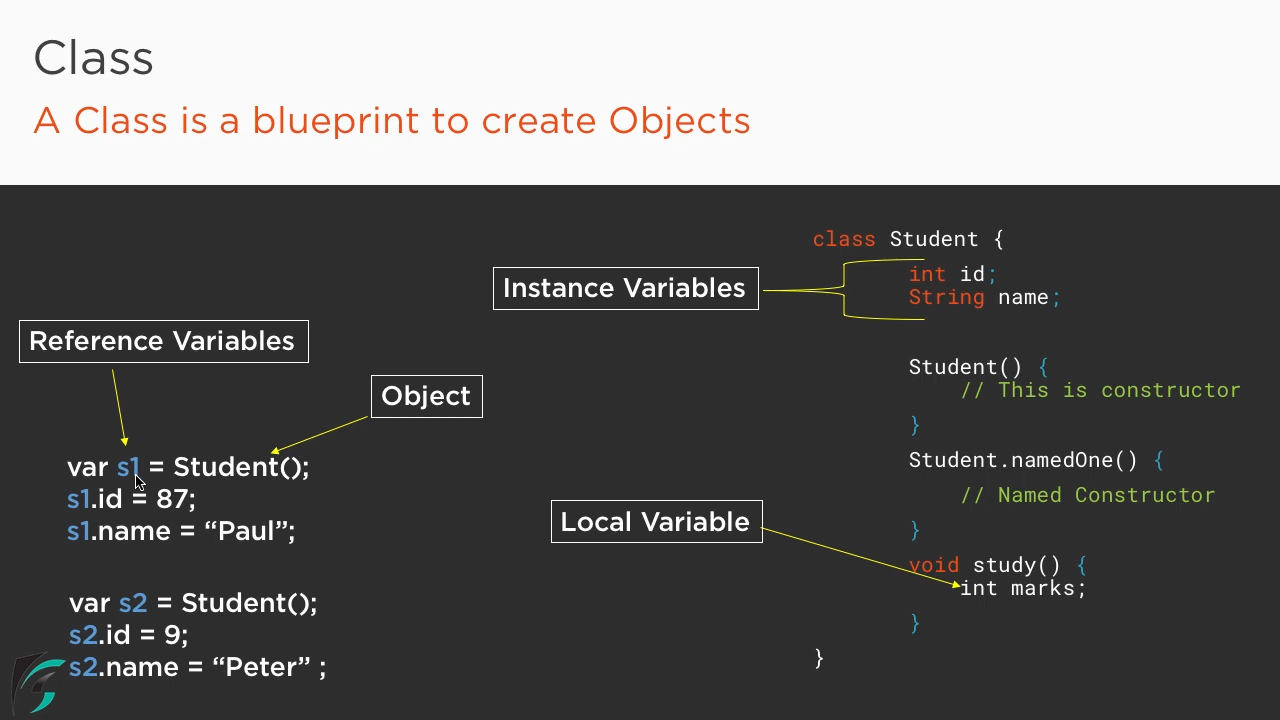 Class
A Class is a blueprint to create Objects
Reference Variables
Object
var s1 = Student();
s1.id = 87;
s1.name = “Paul”;
var s2 = Student();
s2.id = 9;
s2.name = “Peter” ;
Instance Variables
Local Variable
class Student {
int id;
String name;
Student() {
// This is constructor
}
Student.namedOne() {
// Named Constructor
}
void study() {
int marks;
}
}